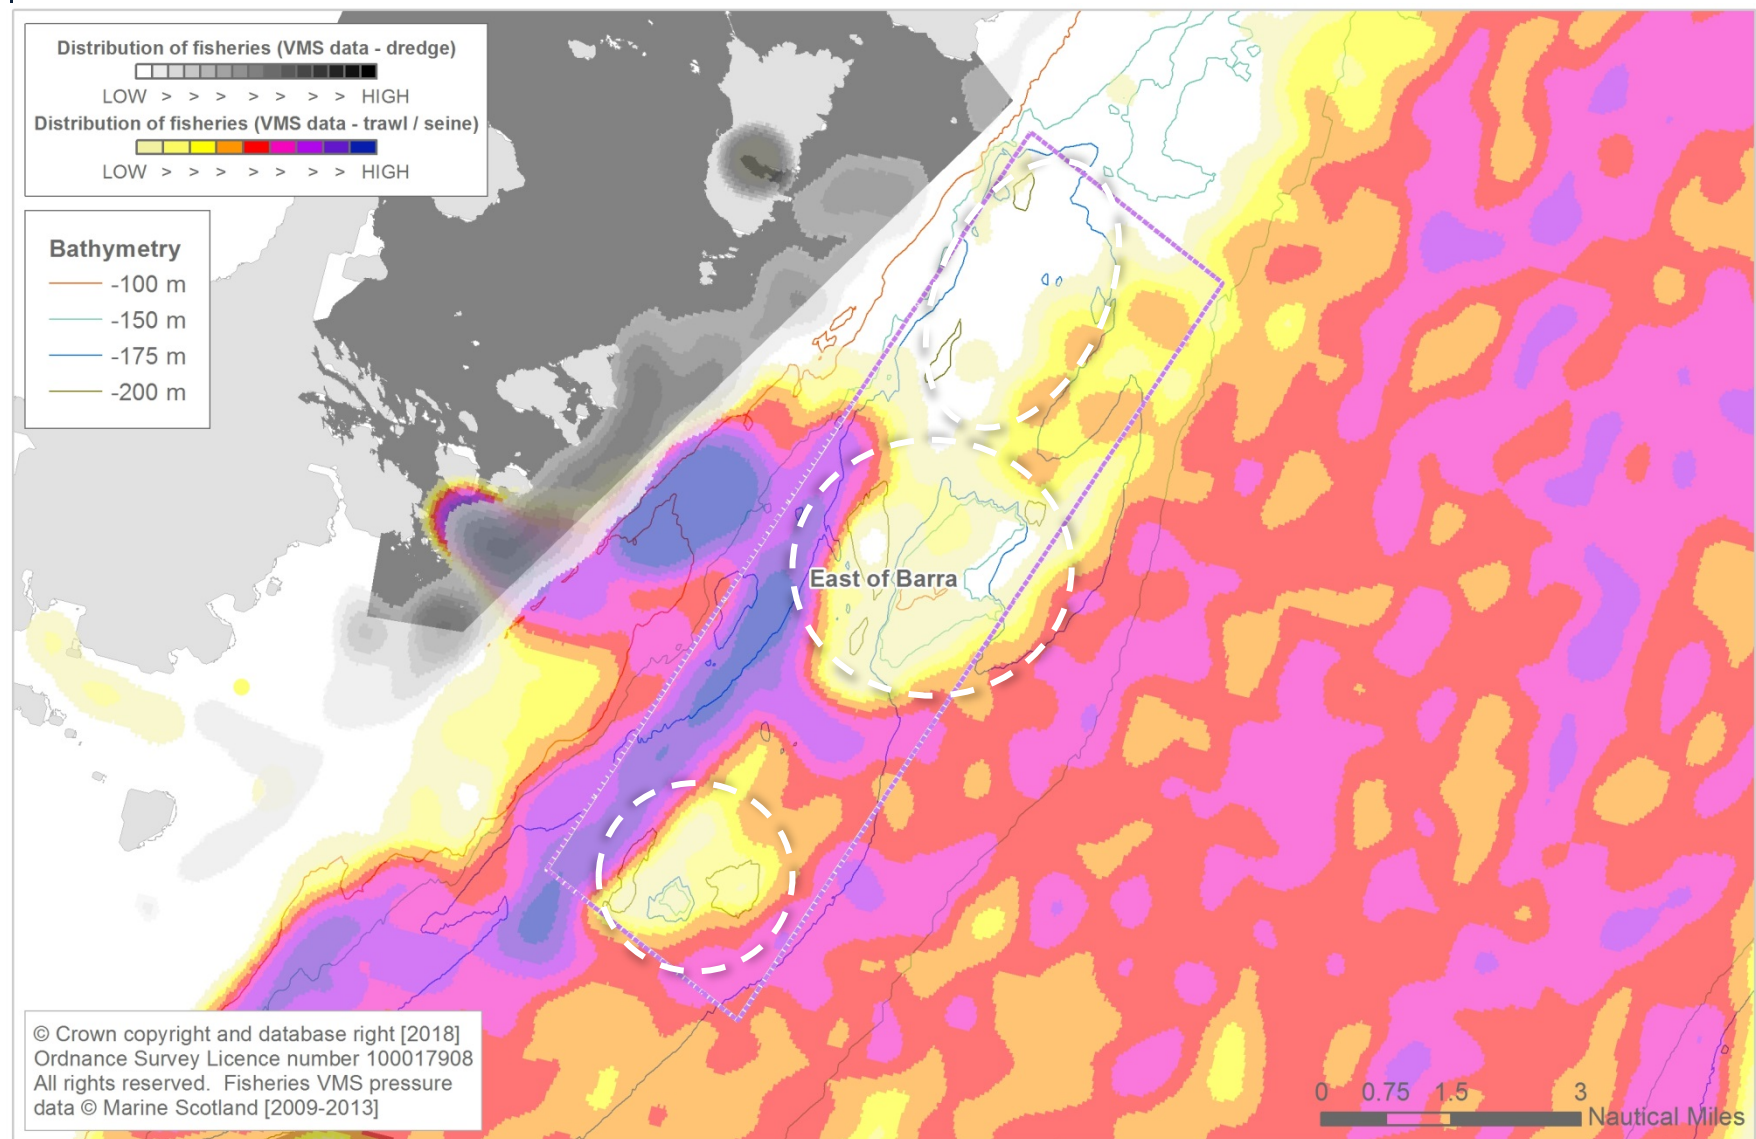 Distribution of fisheries (VMS data - dredge)
LOW > > > > > > > HIGH
Distribution of fisheries (VMS data - trawl / seine)
LOW > > > > > > > HIGH
Bathymetry
-100 m
-150 m
-175 m
-200 m
East of Barra
© Crown copyright and database right [2018]
Ordnance Survey Licence number 100017908
All rights reserved. Fisheries VMS pressure
data © Marine Scotland [2009-2013]
0 0.75 1.5 3
Nautical Miles